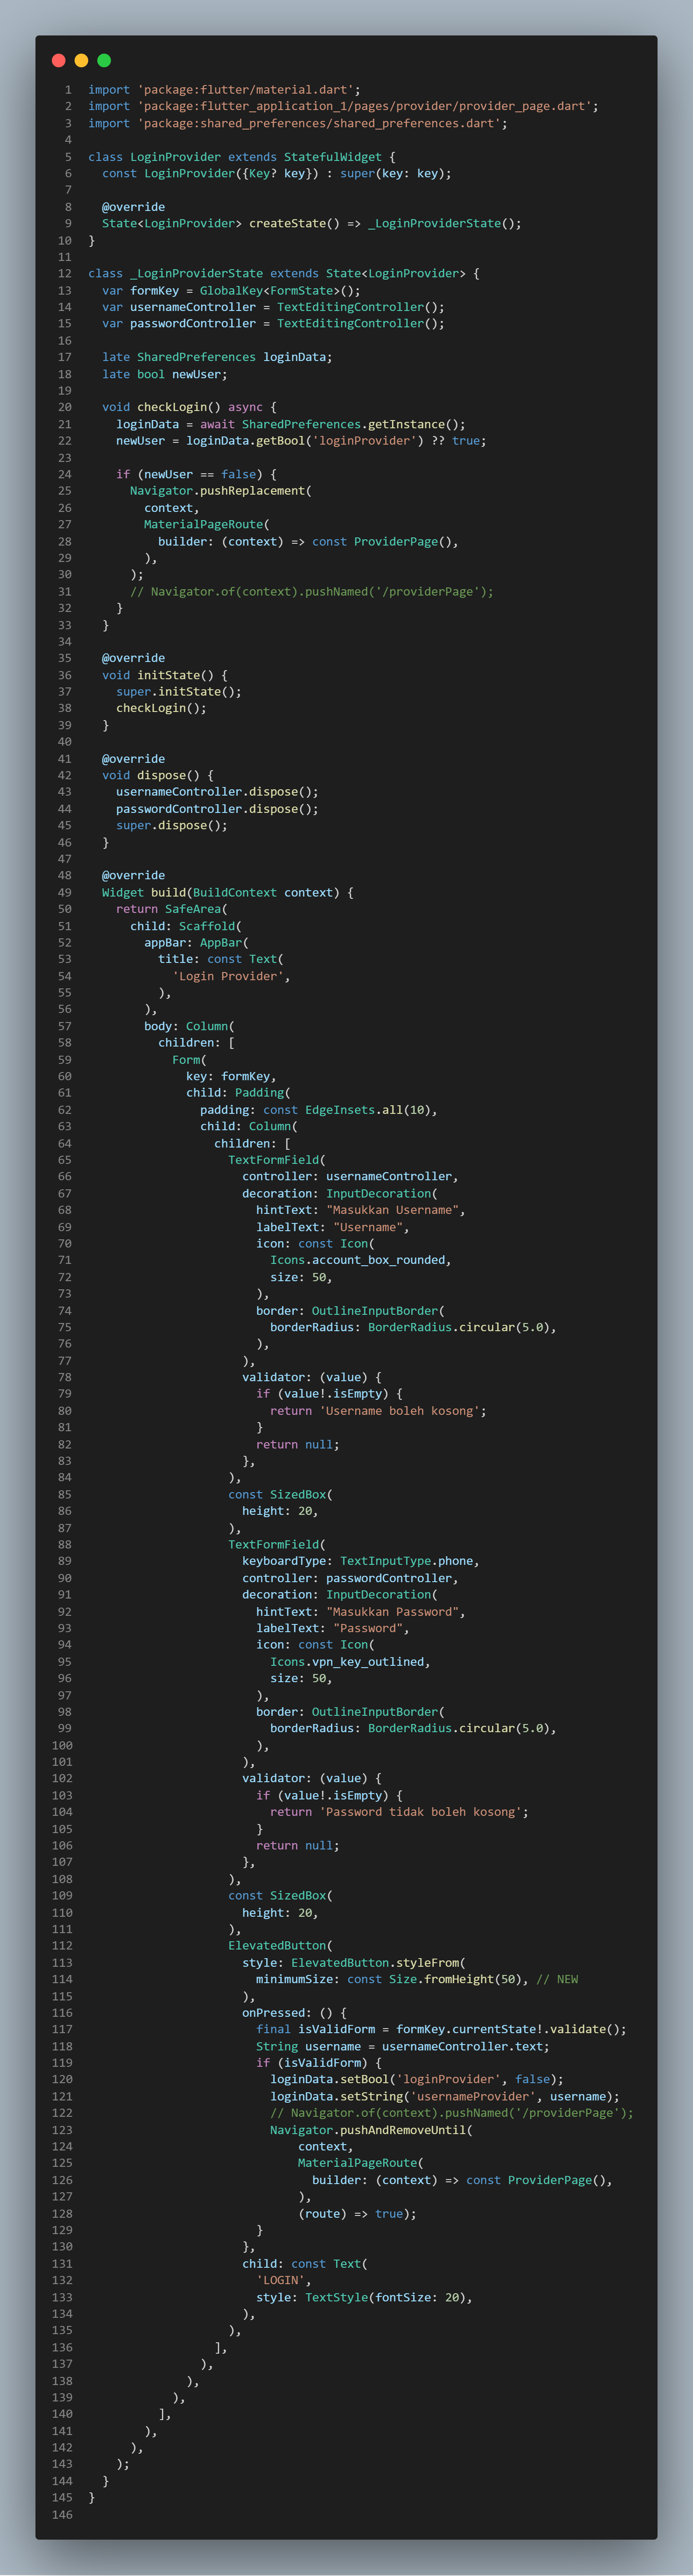 1 import 'package:flutter/material.dart';
2 import 'package:flutter_application_1/pages/provider/provider_page.dart';
3 import 'package:shared_preferences/shared_preferences.dart';
4
5 class LoginProvider extends StatefulWidget {
6   const LoginProvider({Key? key}) : super(key: key);
7
8   @override
9   State<LoginProvider> createState() => _LoginProviderState();
10 }
11
12 class _LoginProviderState extends State<LoginProvider> {
13   var formKey = GlobalKey<FormState>();
14   var usernameController = TextEditingController();
15   var passwordController = TextEditingController();
16
17   late SharedPreferences loginData;
18   late bool newUser;
19
20   void checkLogin() async {
21     loginData = await SharedPreferences.getInstance();
22     newUser = loginData.getBool('loginProvider') ?? true;
23
24     if (newUser == false) {
25       Navigator.pushReplacement(
26         context,
27         MaterialPageRoute(
28           builder: (context) => const ProviderPage(),
29         ),
30       );
31       // Navigator.of(context).pushNamed('/providerPage');
32     }
33   }
34
35   @override
36   void initState() {
37     super.initState();
38     checkLogin();
39   }
40
41   @override
42   void dispose() {
43     usernameController.dispose();
44     passwordController.dispose();
45     super.dispose();
46   }
47
48   @override
49   Widget build(BuildContext context) {
50     return SafeArea(
51       child: Scaffold(
52         appBar: AppBar(
53           title: const Text(
54             'Login Provider',
55           ),
56         ),
57         body: Column(
58           children: [
59             Form(
60               key: formKey,
61               child: Padding(
62                 padding: const EdgeInsets.all(10),
63                 child: Column(
64                   children: [
65                     TextFormField(
66                       controller: usernameController,
67                       decoration: InputDecoration(
68                         hintText: "Masukkan Username",
69                         labelText: "Username",
70                         icon: const Icon(
71                           Icons.account_box_rounded,
72                           size: 50,
73                         ),
74                         border: OutlineInputBorder(
75                           borderRadius: BorderRadius.circular(5.0),
76                         ),
77                       ),
78                       validator: (value) {
79                         if (value!.isEmpty) {
80                           return 'Username boleh kosong';
81                         }
82                         return null;
83                       },
84                     ),
85                     const SizedBox(
86                       height: 20,
87                     ),
88                     TextFormField(
89                       keyboardType: TextInputType.phone,
90                       controller: passwordController,
91                       decoration: InputDecoration(
92                         hintText: "Masukkan Password",
93                         labelText: "Password",
94                         icon: const Icon(
95                           Icons.vpn_key_outlined,
96                           size: 50,
97                         ),
98                         border: OutlineInputBorder(
99                           borderRadius: BorderRadius.circular(5.0),
100                         ),
101                       ),
102                       validator: (value) {
103                         if (value!.isEmpty) {
104                           return 'Password tidak boleh kosong';
105                         }
106                         return null;
107                       },
108                     ),
109                     const SizedBox(
110                       height: 20,
111                     ),
112                     ElevatedButton(
113                       style: ElevatedButton.styleFrom(
114                         minimumSize: const Size.fromHeight(50), // NEW
115                       ),
116                       onPressed: () {
117                         final isValidForm = formKey.currentState!.validate();
118                         String username = usernameController.text;
119                         if (isValidForm) {
120                           loginData.setBool('loginProvider', false);
121                           loginData.setString('usernameProvider', username);
122                           // Navigator.of(context).pushNamed('/providerPage');
123                           Navigator.pushAndRemoveUntil(
124                               context,
125                               MaterialPageRoute(
126                                 builder: (context) => const ProviderPage(),
127                               ),
128                               (route) => true);
129                         }
130                       },
131                       child: const Text(
132                         'LOGIN',
133                         style: TextStyle(fontSize: 20),
134                       ),
135                     ),
136                   ],
137                 ),
138               ),
139             ),
140           ],
141         ),
142       ),
143     );
144   }
145 }
146